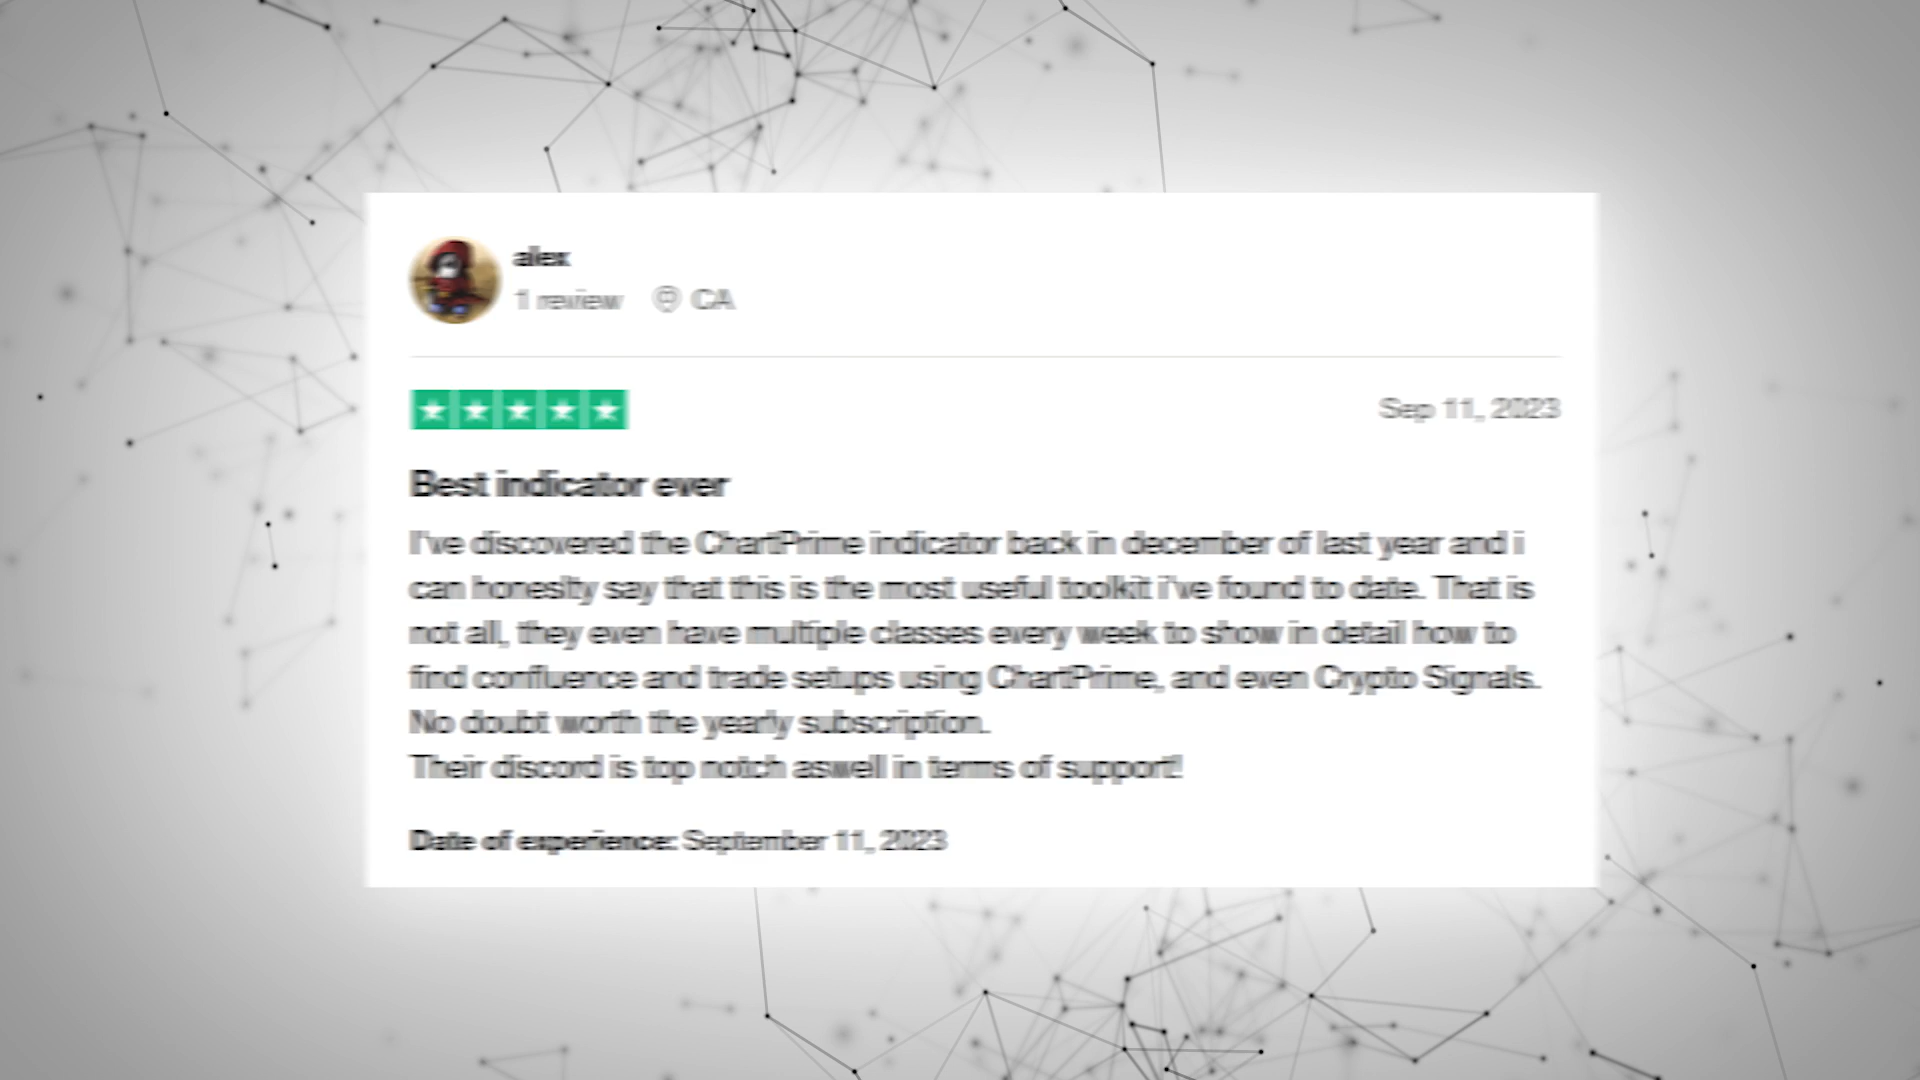 alex
1 review CA
Sep 11, 2023
Best indicator ever
I've discovered the ChartPrime indicator back in december of last year and i
can honeslty say that this is the most useful toolkit i've found to date. That is
not all, they even have multiple classes every week to show in detail how to
find confluence and trade setups using ChartPrime, and even Crypto Signals.
No doubt worth the yearly subscription.
Their discord is top notch aswell in terms of support!
Date of experience: September 11, 2023